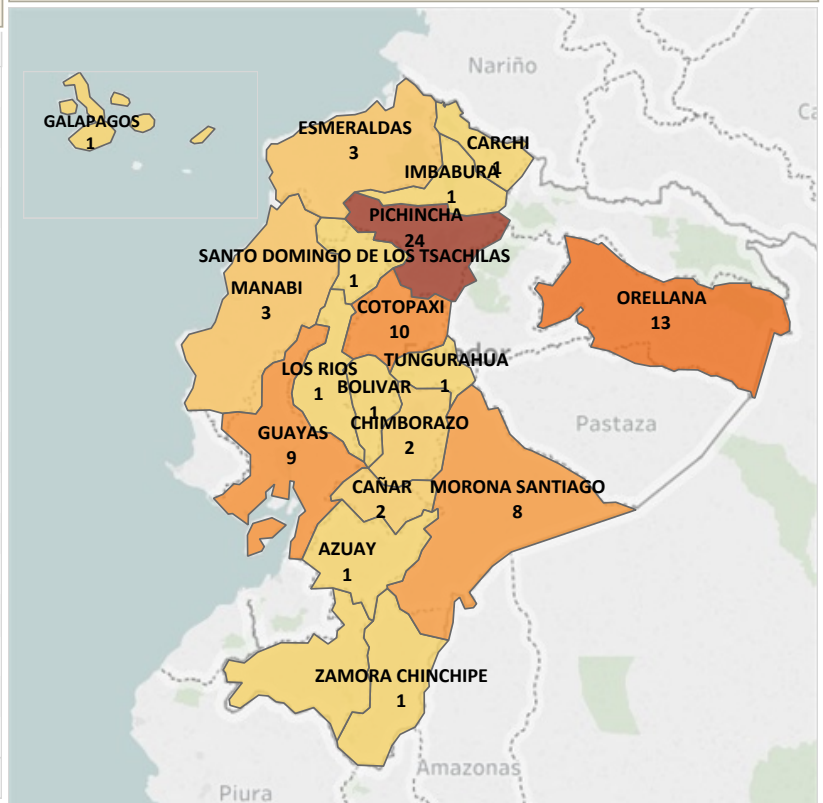 Nariño
GALAPAGOS
1
ESMERALDAS
3
CARCHI
1
IMBABURA
1
PICHINCHA
24
SANTO DOMINGO DE LOS TSACHILAS
1
MANABI
3
ORELLANA
13
COTOPAXI
10
TUNGURAHUA
1
LOS RIOS
1
BOLIVAR
1
CHIMBORAZO
2
Pastaza
GUAYAS
9
CAÑAR
2
MORONA SANTIAGO
8
AZUAY
1
ZAMORA CHINCHIPE
1
Amazonas
Piura